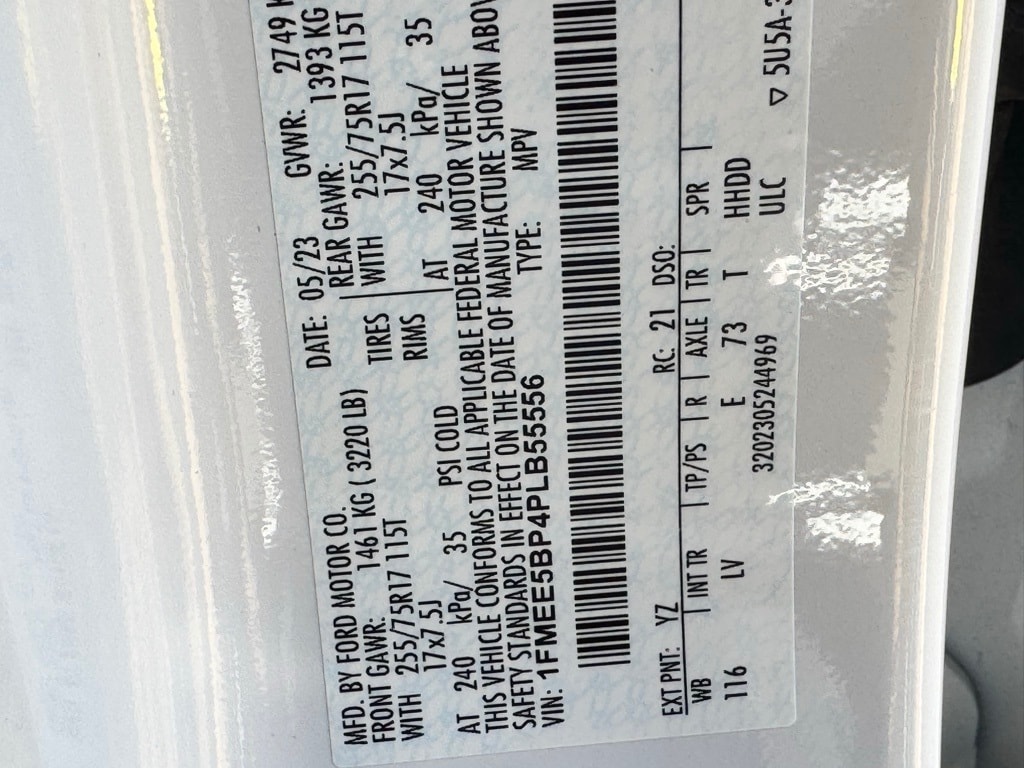 MFD. BY FORD MOTOR CO. DATE: 05/23 GVWR: 2749 K
FRONT GAWR: 1461 KG ( 3220 LB) REAR GAWR: 1393 KG
WITH 255/75R17 115T TIRES WITH 255/75R17 115T
17x7.5J RIMS 17x7.5J
AT 240 kPa/ 35 PSI COLD AT 240 kPa/ 35
THIS VEHICLE CONFORMS TO ALL APPLICABLE FEDERAL MOTOR VEHICLE
SAFETY STANDARDS IN EFFECT ON THE DATE OF MANUFACTURE SHOWN ABOV
VIN: 1FMEE5BP4PLB55556 TYPE: MPV
EXT PNT: YZ RC: 21 DSO:
WB | INT TR | TP/PS | R | AXLE | TR | SPR |
116 LV E 73 T HHDD
3202305244969 ULC ▽ 5U5A-3